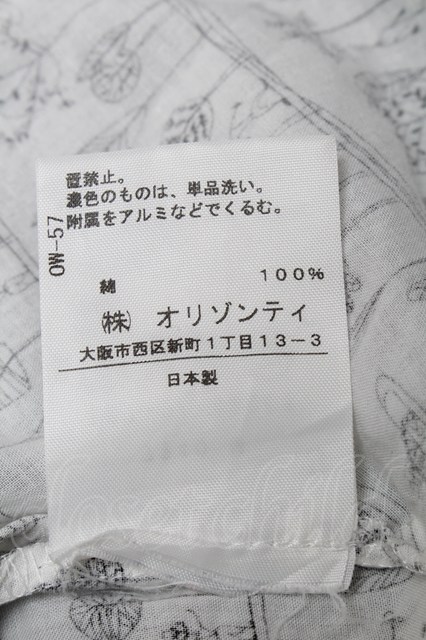 置禁止。
濃色のものは、単品洗い。
附属をアルミなどでくるむ。
OW-57
綿 100%
㈱ オリゾンティ
大阪市西区新町1丁目13-3
日本製
closet child